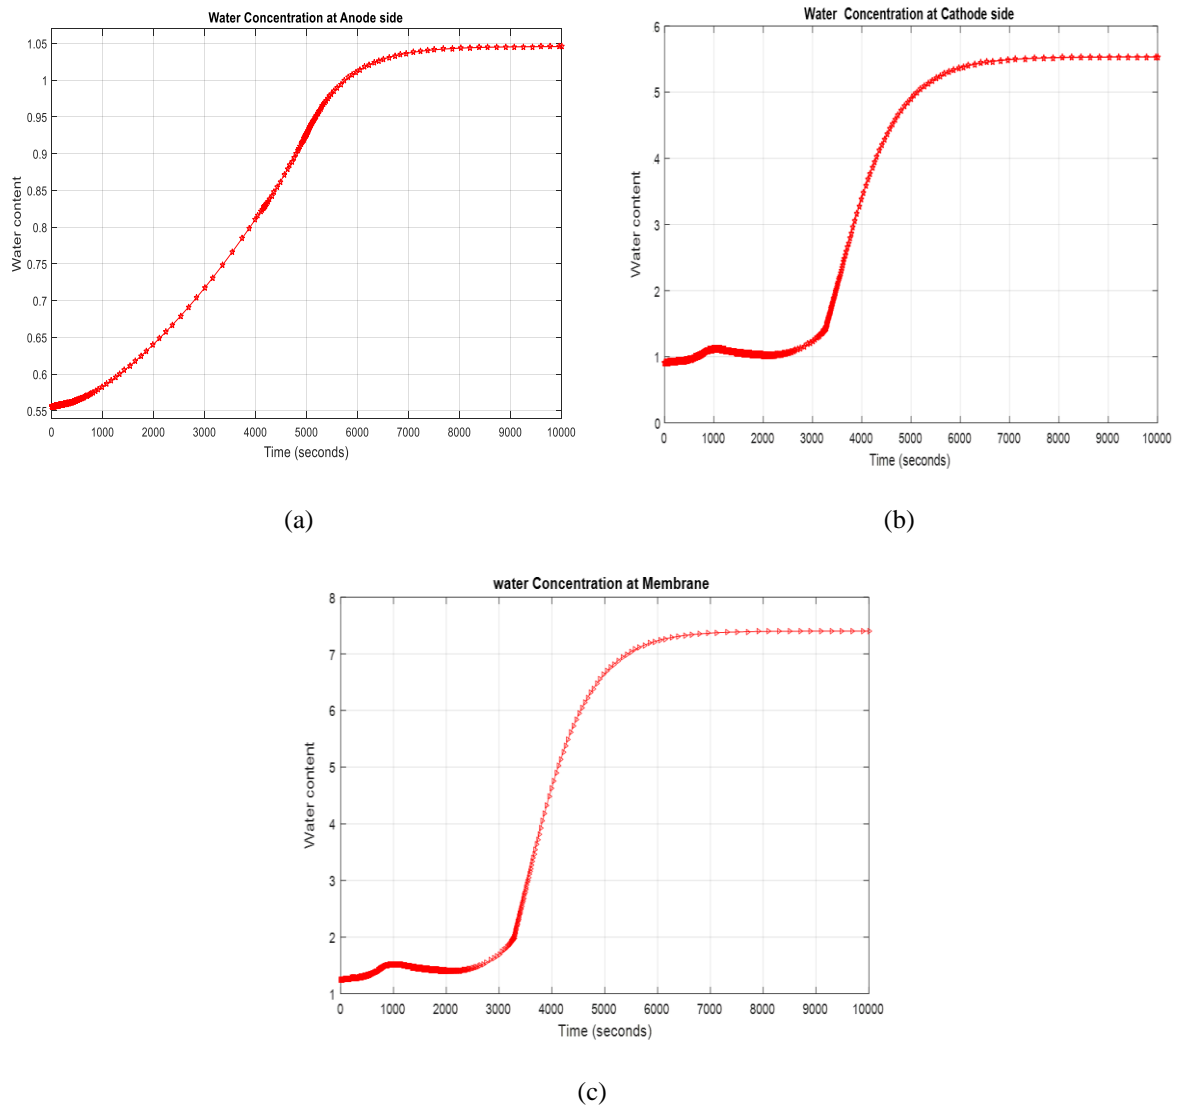 Water Concentration at Anode side
1.05
1
0.95
0.9
0.85
0.8
0.75
0.7
0.65
0.6
0.55
Water content
0 1000 2000 3000 4000 5000 6000 7000 8000 9000 10000
Time (seconds)
(a)
Water Concentration at Cathode side
6
5
4
3
2
1
0
Water content
0 1000 2000 3000 4000 5000 6000 7000 8000 9000 10000
Time (seconds)
(b)
water Concentration at Membrane
8
7
6
5
4
3
2
1
Water content
0 1000 2000 3000 4000 5000 6000 7000 8000 9000 10000
Time (seconds)
(c)